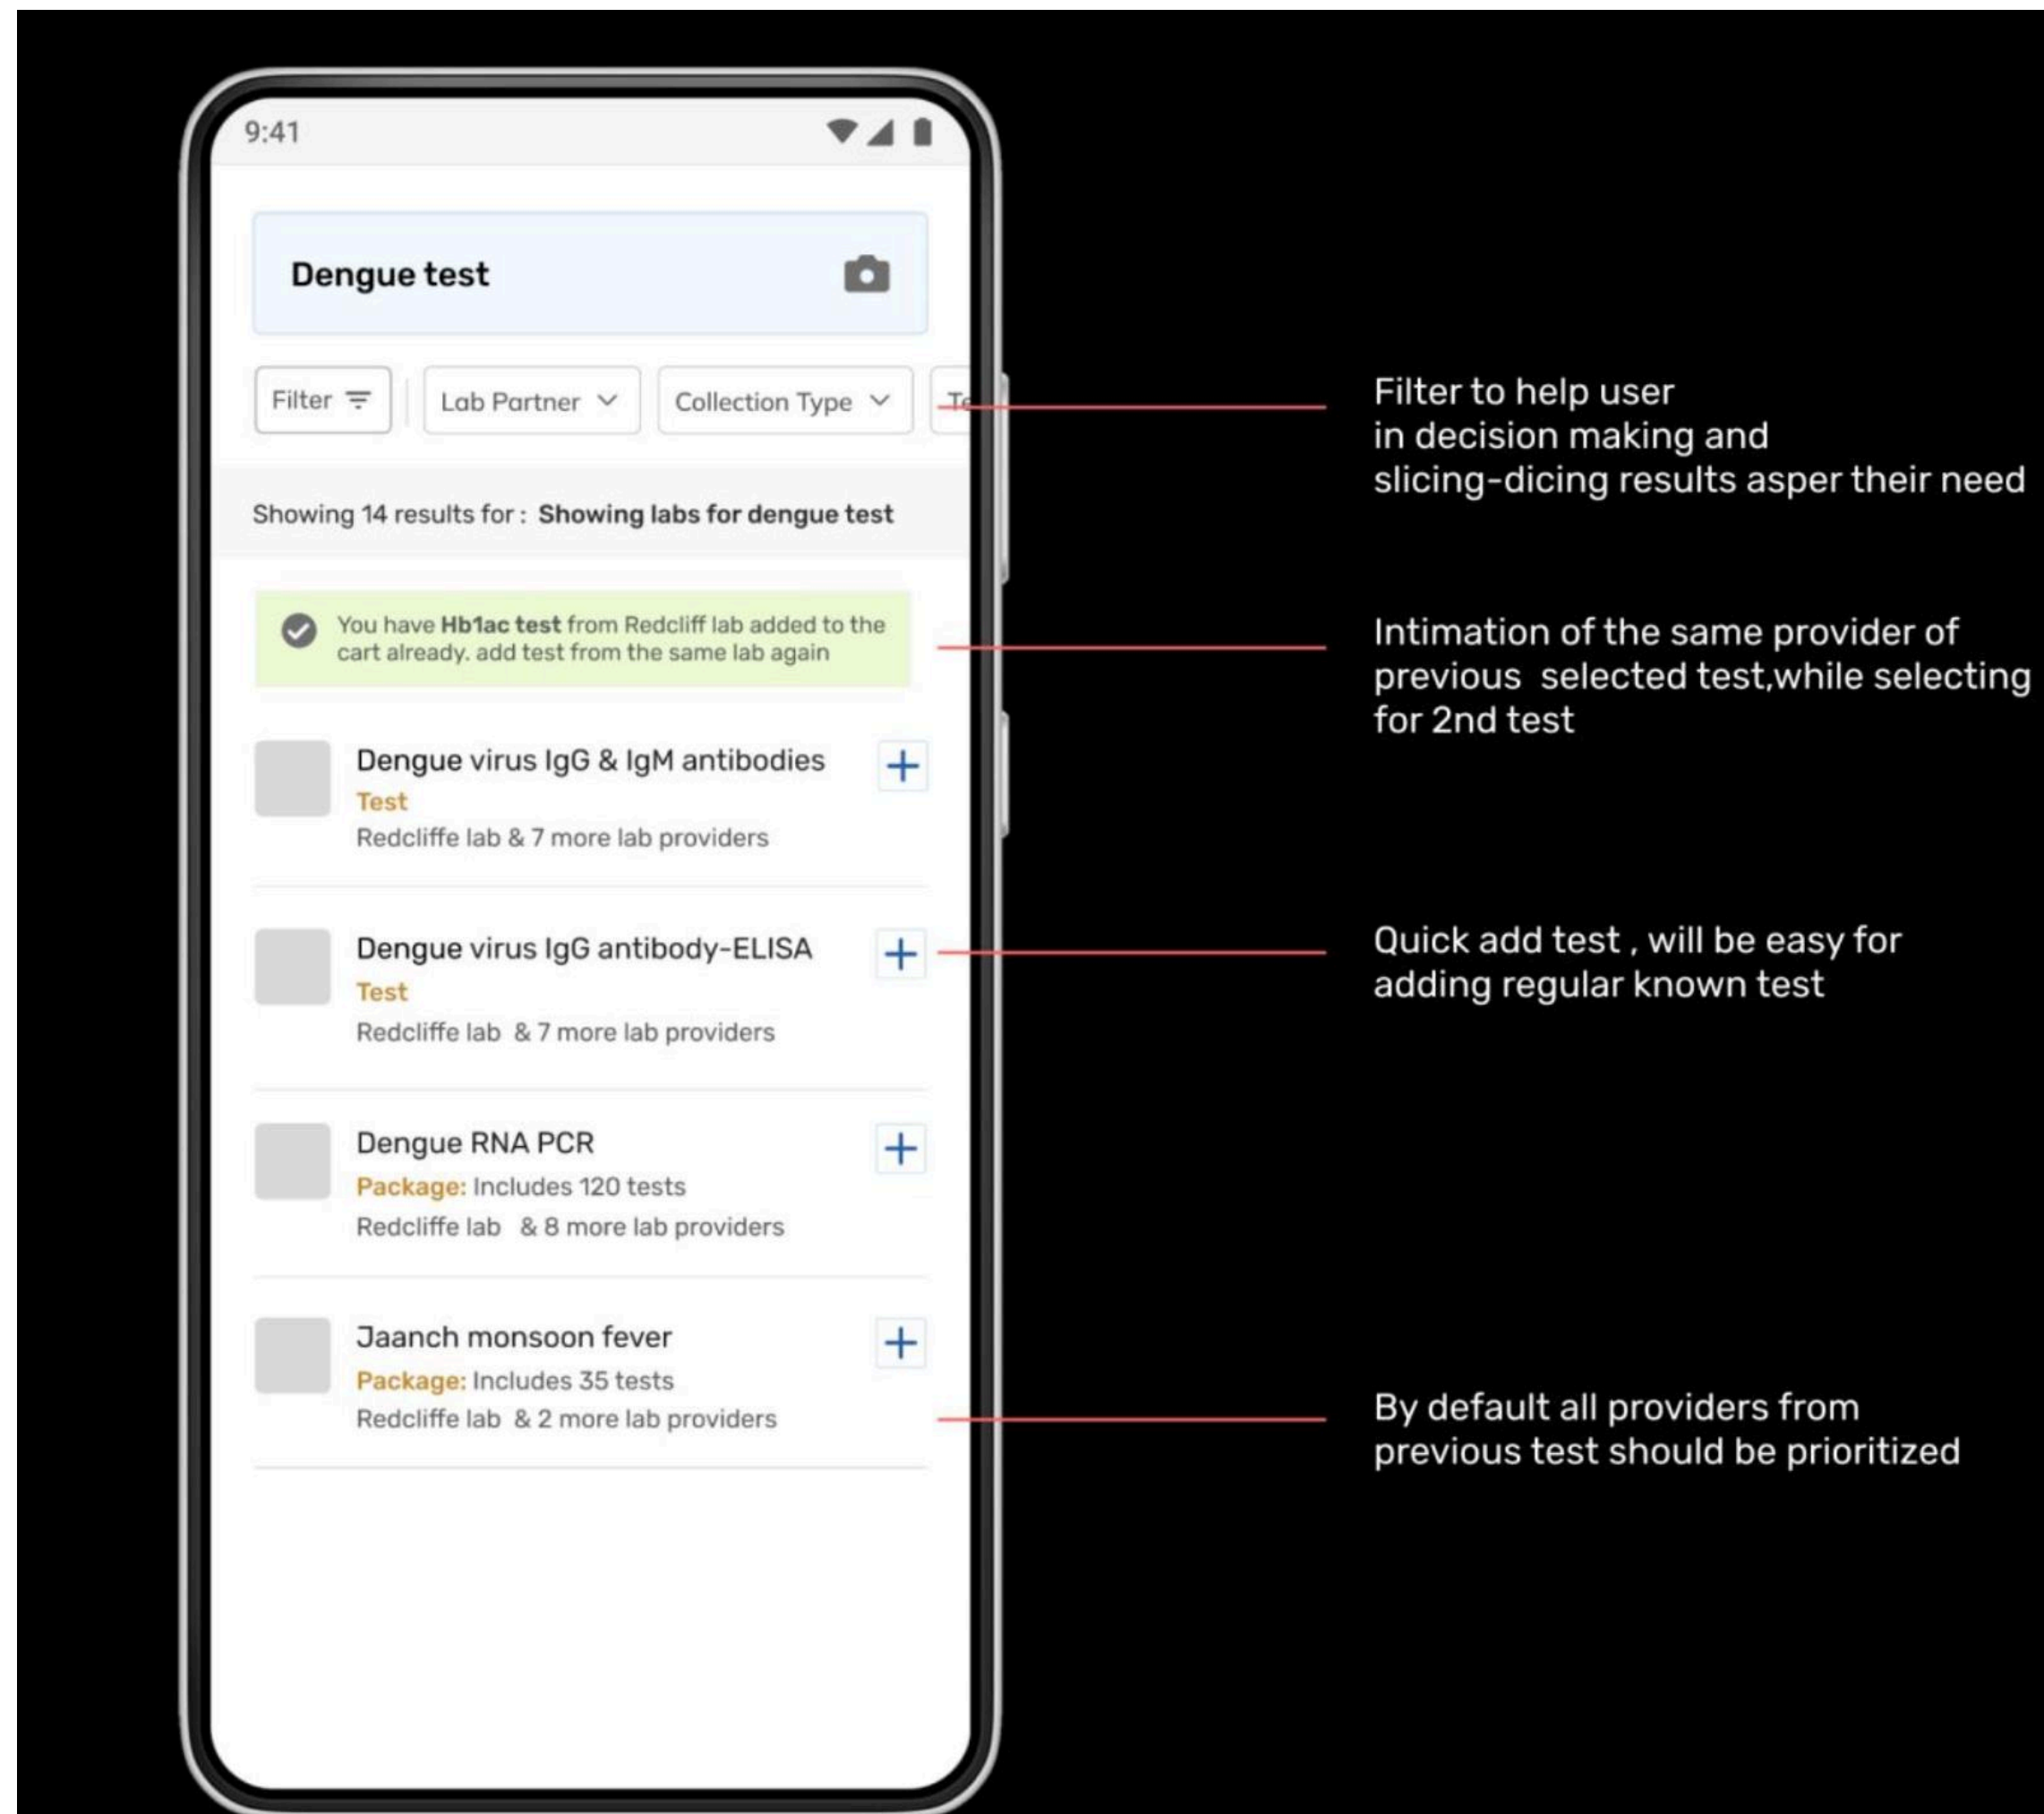 9:41
Dengue test
Filter
Lab Partner
Collection Type
Te
Showing 14 results for : Showing labs for dengue test
You have Hb1ac test from Redcliff lab added to the
cart already. add test from the same lab again
Dengue virus IgG & IgM antibodies
Test
Redcliffe lab & 7 more lab providers
Dengue virus IgG antibody-ELISA
Test
Redcliffe lab & 7 more lab providers
Dengue RNA PCR
Package: Includes 120 tests
Redcliffe lab & 8 more lab providers
Jaanch monsoon fever
Package: Includes 35 tests
Redcliffe lab & 2 more lab providers
Filter to help user
in decision making and
slicing-dicing results asper their need
Intimation of the same provider of
previous selected test,while selecting
for 2nd test
Quick add test , will be easy for
adding regular known test
By default all providers from
previous test should be prioritized